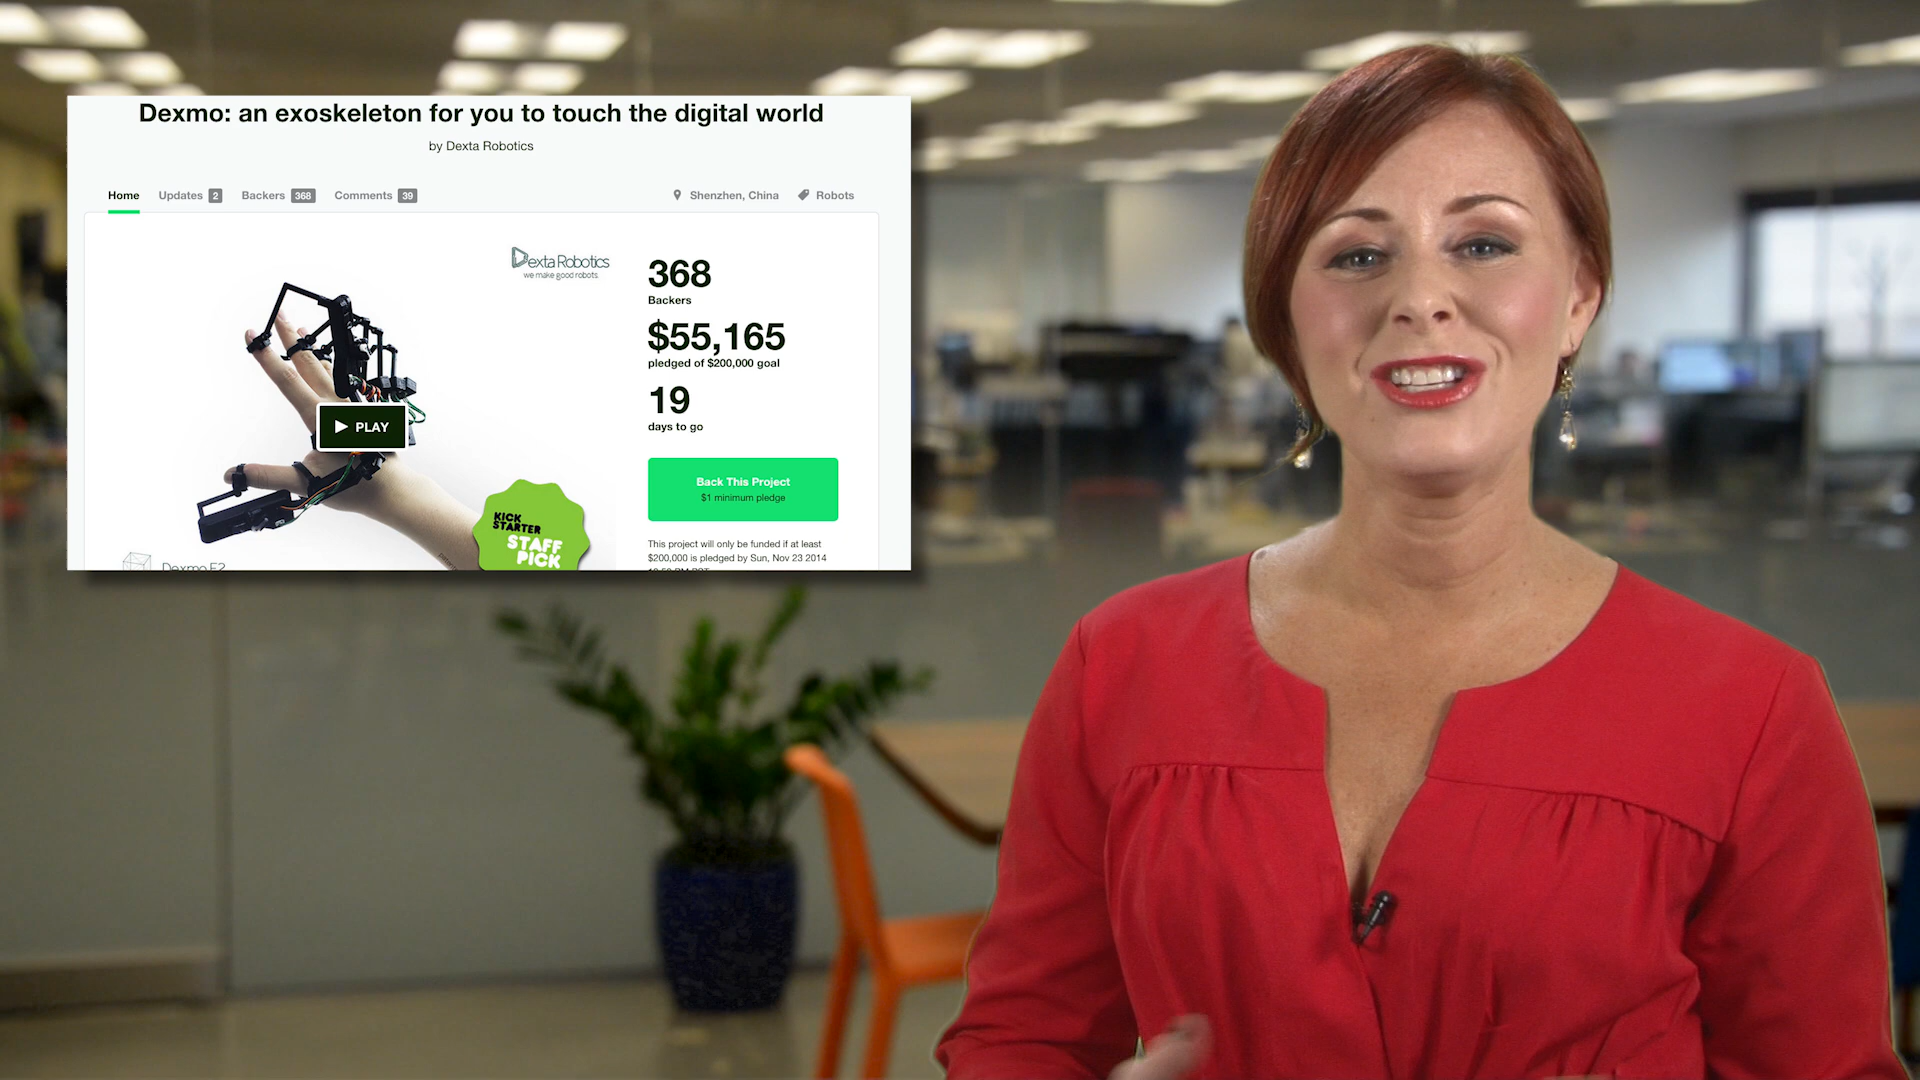 Dexmo: an exoskeleton for you to touch the digital world
by Dexta Robotics
Home Updates 2 Backers 368 Comments 39 Shenzhen, China Robots
Dexta Robotics
we make good robots.
368
Backers
$55,165
pledged of $200,000 goal
19
days to go
PLAY
Back This Project
$1 minimum pledge
KICK
STARTER
STAFF
PICK
This project will only be funded if at least
$200,000 is pledged by Sun, Nov 23 2014
Dexmo F2